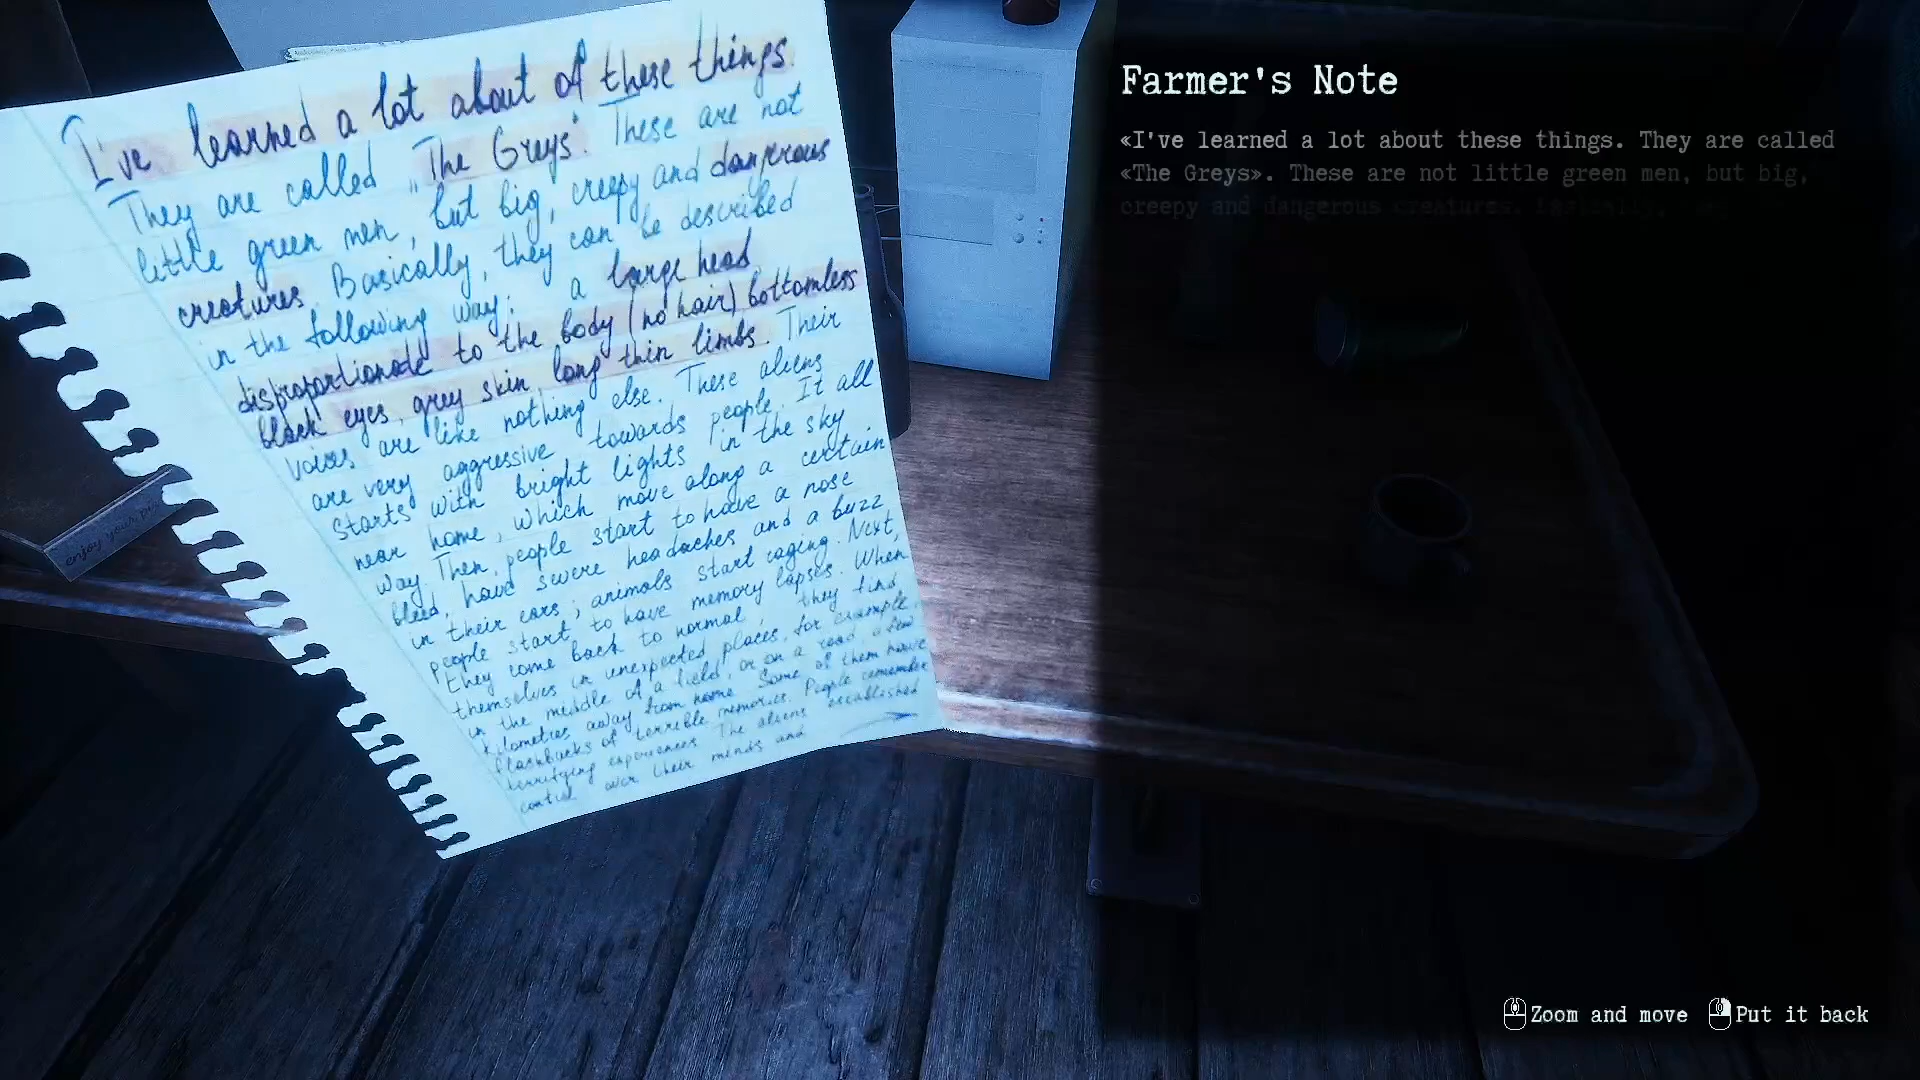 I've learned a lot about of these things.
They are called „The Greys". These are not
little green men, but big, creepy and dangerous
creatures. Basically, they can be described
in the following way: a large head
disproportionate to the body (no hair) bottomless
black eyes, grey skin, long thin limbs. Their
voices are like nothing else. These aliens
are very aggressive towards people. It all
starts with bright lights in the sky
near home, which move along a certain
way. Then, people start to have a nose
bleed, have severe headaches and a buzz
in their ears; animals start raging. Next,
people start to have memory lapses. When
they come back to normal, they find
themselves in unexpected places, for example,
in the middle of a field, or on a road, a few
kilometies away from home. Some of them have
flachbacks of terrible memories. People remember
terrifying experiences. The aliens established
control over their minds and
enjoy your
Farmer's Note
«I've learned a lot about these things. They are called
«The Greys». These are not little green men, but big,
creepy and dangerous creatures. Basically,
Zoom and move Put it back